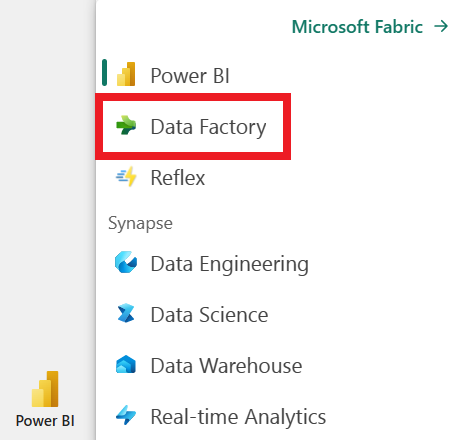 Microsoft Fabric →
Power BI
Data Factory
Reflex
Synapse
Data Engineering
Data Science
Data Warehouse
Real-time Analytics
Power BI